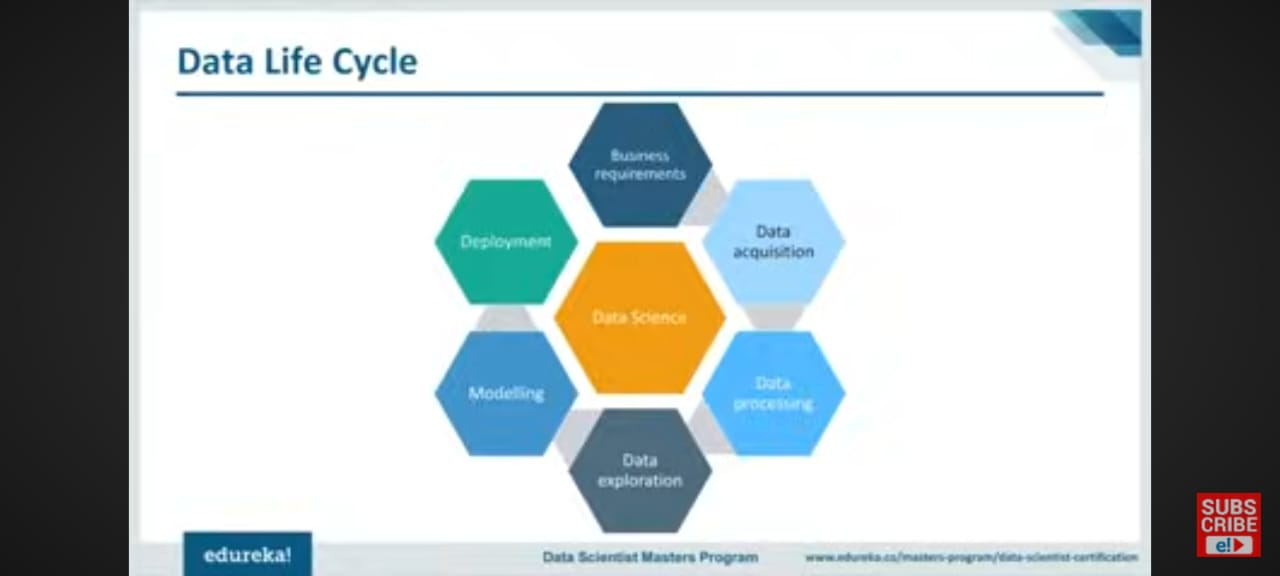 Data Life Cycle
Business
requirements
Data
acquisition
Data
processing
Data
exploration
Modelling
Deployment
Data Science
edureka!
Data Scientist Masters Program
www.edureka.co/masters-program/data-scientist-certification
SUBS
CRIBE
e!